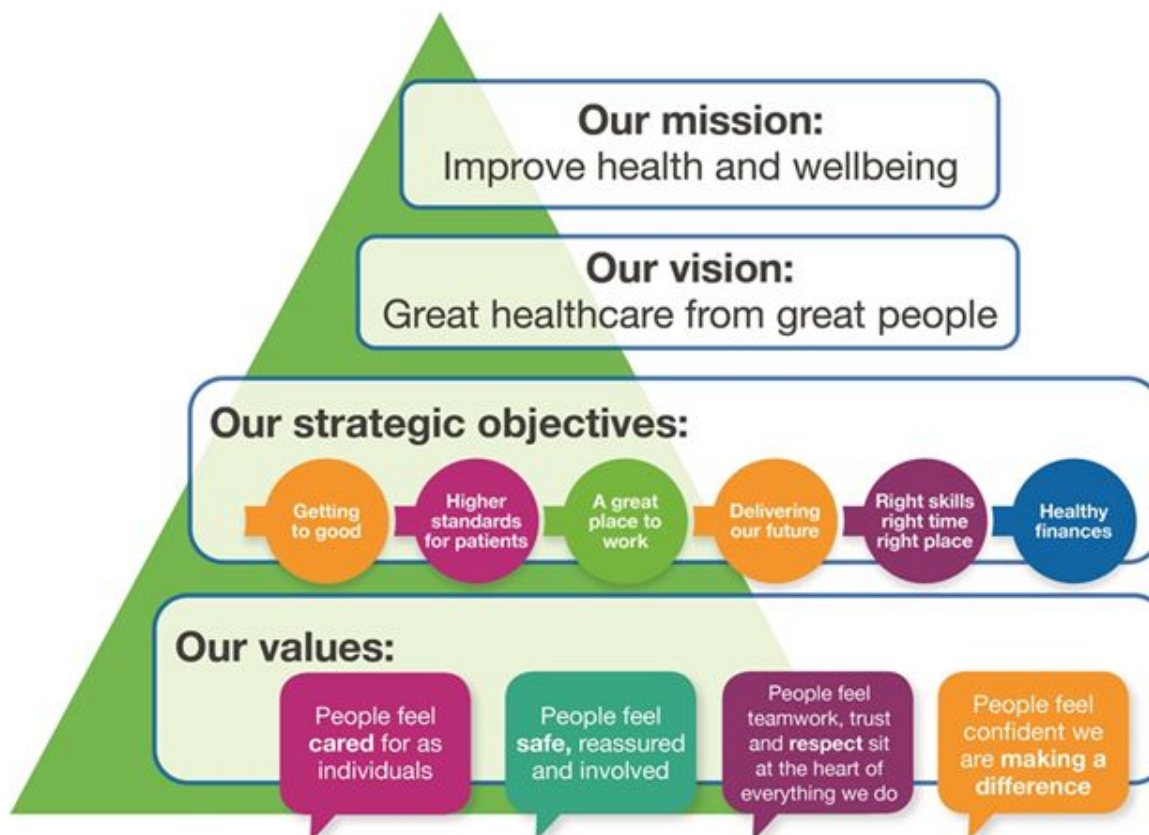 Our mission:
Improve health and wellbeing
Our vision:
Great healthcare from great people
Our strategic objectives:
Getting
to good
Higher
standards
for patients
A great
place to
work
Delivering
our future
Right skills
right time
right place
Healthy
finances
Our values:
People feel
cared for as
individuals
People feel
safe, reassured
and involved
People feel
teamwork, trust
and respect sit
at the heart of
everything we do
People feel
confident we
are making a
difference